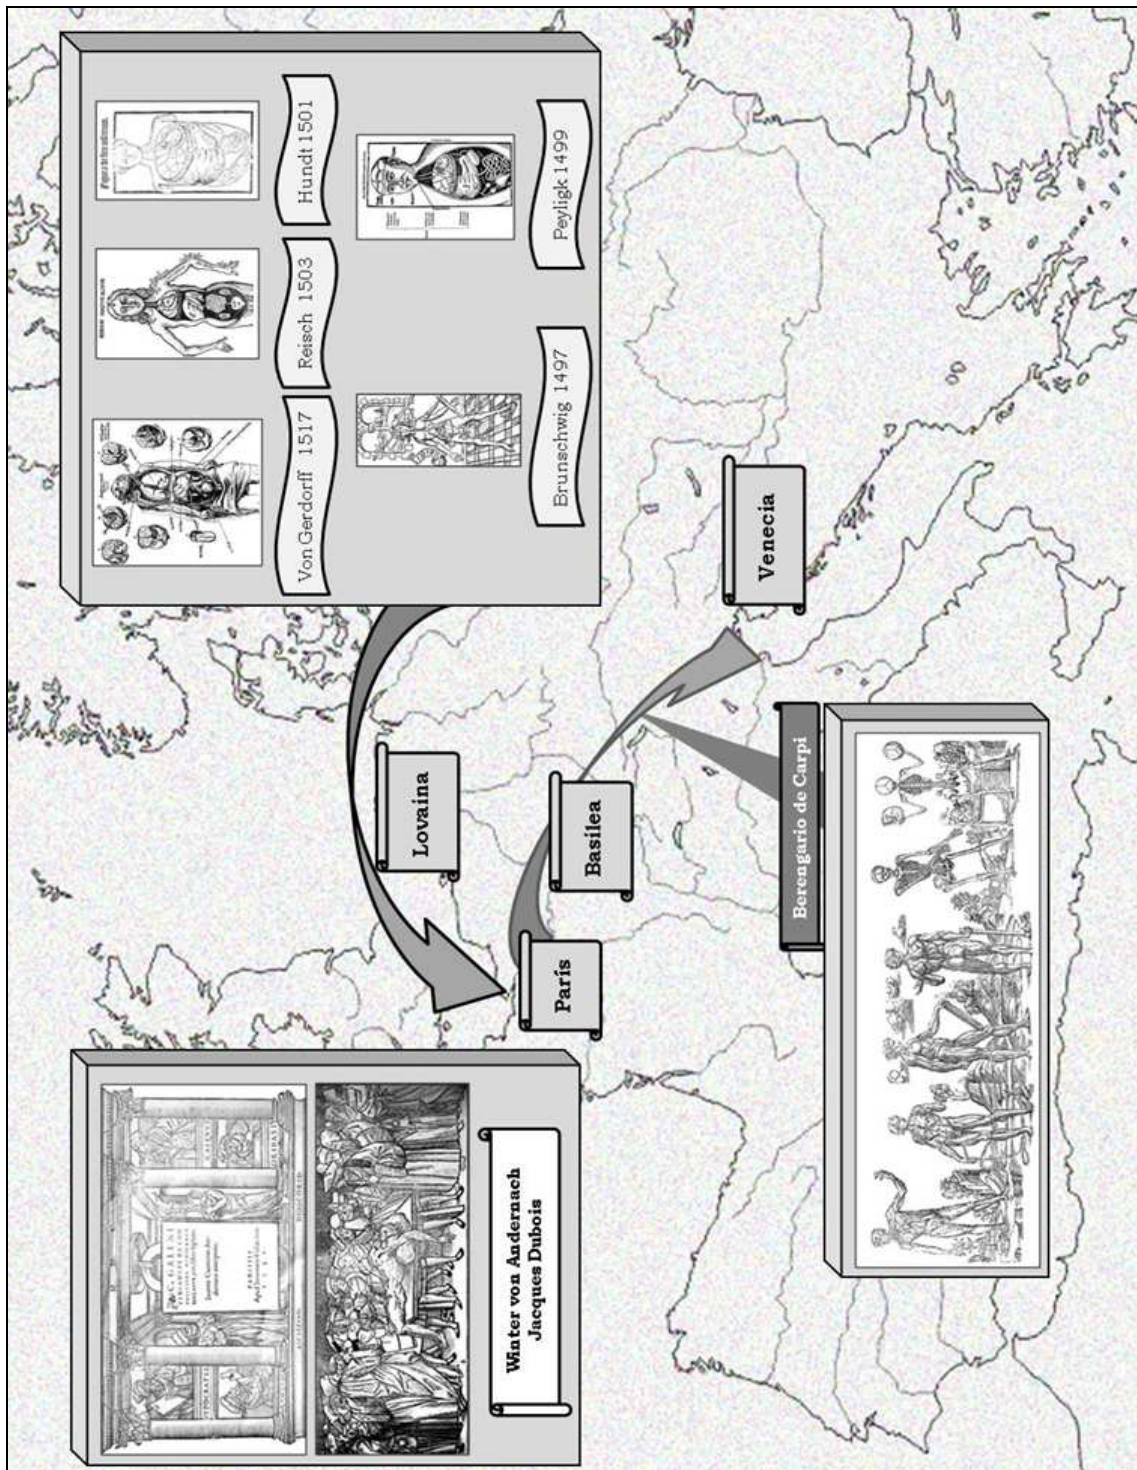 GALENI
Winter von Andernach
Jacques Dubois
Von Gerdorff 1517
Reisch 1503
Hundt 1501
Brunschwig 1497
Peyligk 1499
Lovaina
París
Basilea
Venecia
Berengario de Carpi